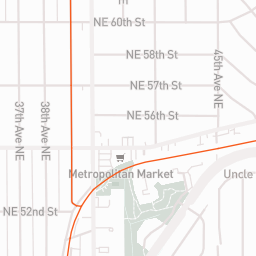 NE 60th St
NE 58th St
45th Ave NE
NE 57th St
37th Ave NE
38th Ave NE
NE 56th St
Metropolitan Market
Uncle
NE 52nd St